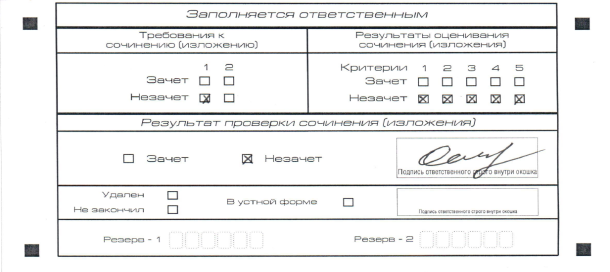 Заполняется ответственным
Требования к сочинению (изложению)
Результаты оценивания сочинения (изложения)
1 2
Зачет
Незачет
Критерии 1 2 3 4 5
Зачет
Незачет
Результат проверки сочинения (изложения)
Зачет
Незачет
Подпись ответственного строго внутри окошка
Удален
Не закончил
В устной форме
Подпись ответственного строго внутри окошка
Резерв - 1
Резерв - 2